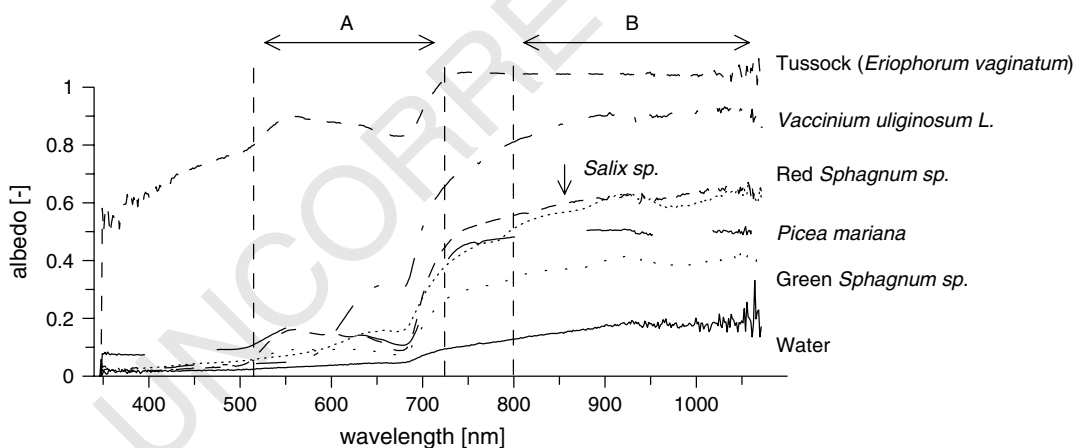 A
B
1
0.8
0.6
0.4
0.2
0
albedo [-]
Tussock (Eriophorum vaginatum)
Vaccinium uliginosum L.
Salix sp.
Red Sphagnum sp.
Picea mariana
Green Sphagnum sp.
Water
400 500 600 700 800 900 1000
wavelength [nm]
UNCORRE